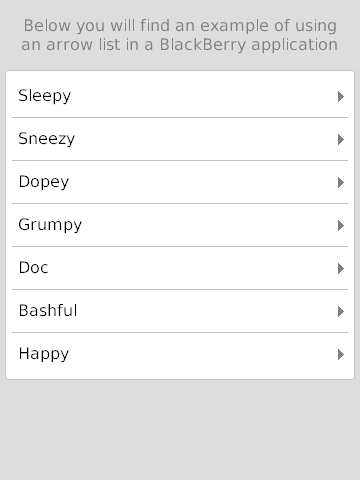 Below you will find an example of using
an arrow list in a BlackBerry application
Sleepy
Sneezy
Dopey
Grumpy
Doc
Bashful
Happy